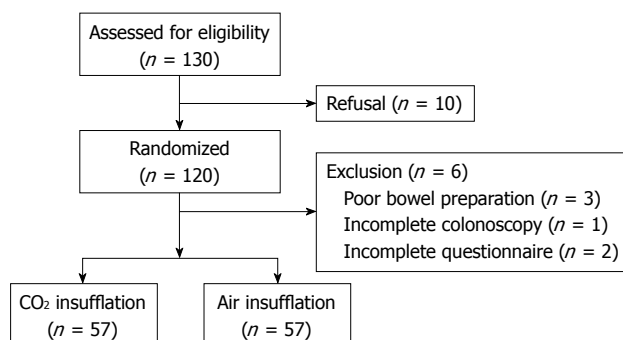 Assessed for eligibility
(n = 130)
Refusal (n = 10)
Randomized
(n = 120)
Exclusion (n = 6)
Poor bowel preparation (n = 3)
Incomplete colonoscopy (n = 1)
Incomplete questionnaire (n = 2)
CO₂ insufflation
(n = 57)
Air insufflation
(n = 57)